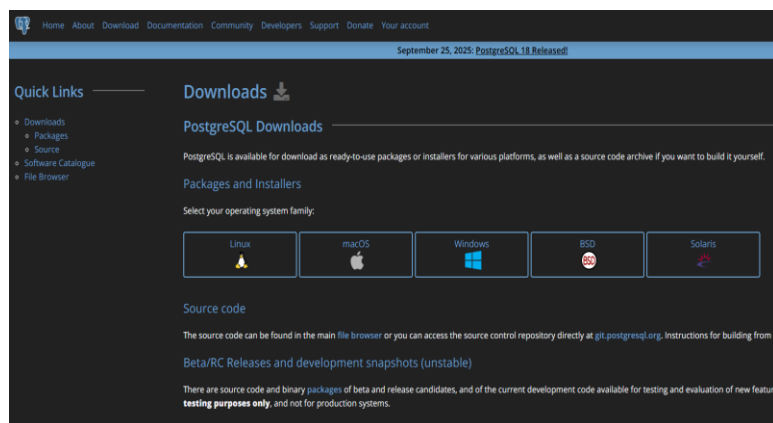 Home About Download Documentation Community Developers Support Donate Your account
September 25, 2025: PostgreSQL 18 Released!
Quick Links
Downloads
Packages
Source
Software Catalogue
File Browser
Downloads
PostgreSQL Downloads
PostgreSQL is available for download as ready-to-use packages or installers for various platforms, as well as a source code archive if you want to build it yourself.
Packages and Installers
Select your operating system family:
Linux
macOS
Windows
BSD
BSD
Solaris
Source code
The source code can be found in the main file browser or you can access the source control repository directly at git.postgresql.org. Instructions for building from
Beta/RC Releases and development snapshots (unstable)
There are source code and binary packages of beta and release candidates, and of the current development code available for testing and evaluation of new featu
testing purposes only, and not for production systems.